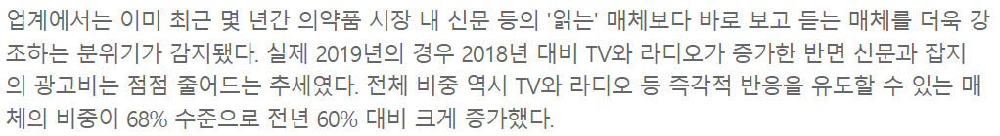 업계에서는 이미 최근 몇 년간 의약품 시장 내 신문 등의 '읽는' 매체보다 바로 보고 듣는 매체를 더욱 강
조하는 분위기가 감지됐다. 실제 2019년의 경우 2018년 대비 TV와 라디오가 증가한 반면 신문과 잡지
의 광고비는 점점 줄어드는 추세였다. 전체 비중 역시 TV와 라디오 등 즉각적 반응을 유도할 수 있는 매
체의 비중이 68% 수준으로 전년 60% 대비 크게 증가했다.